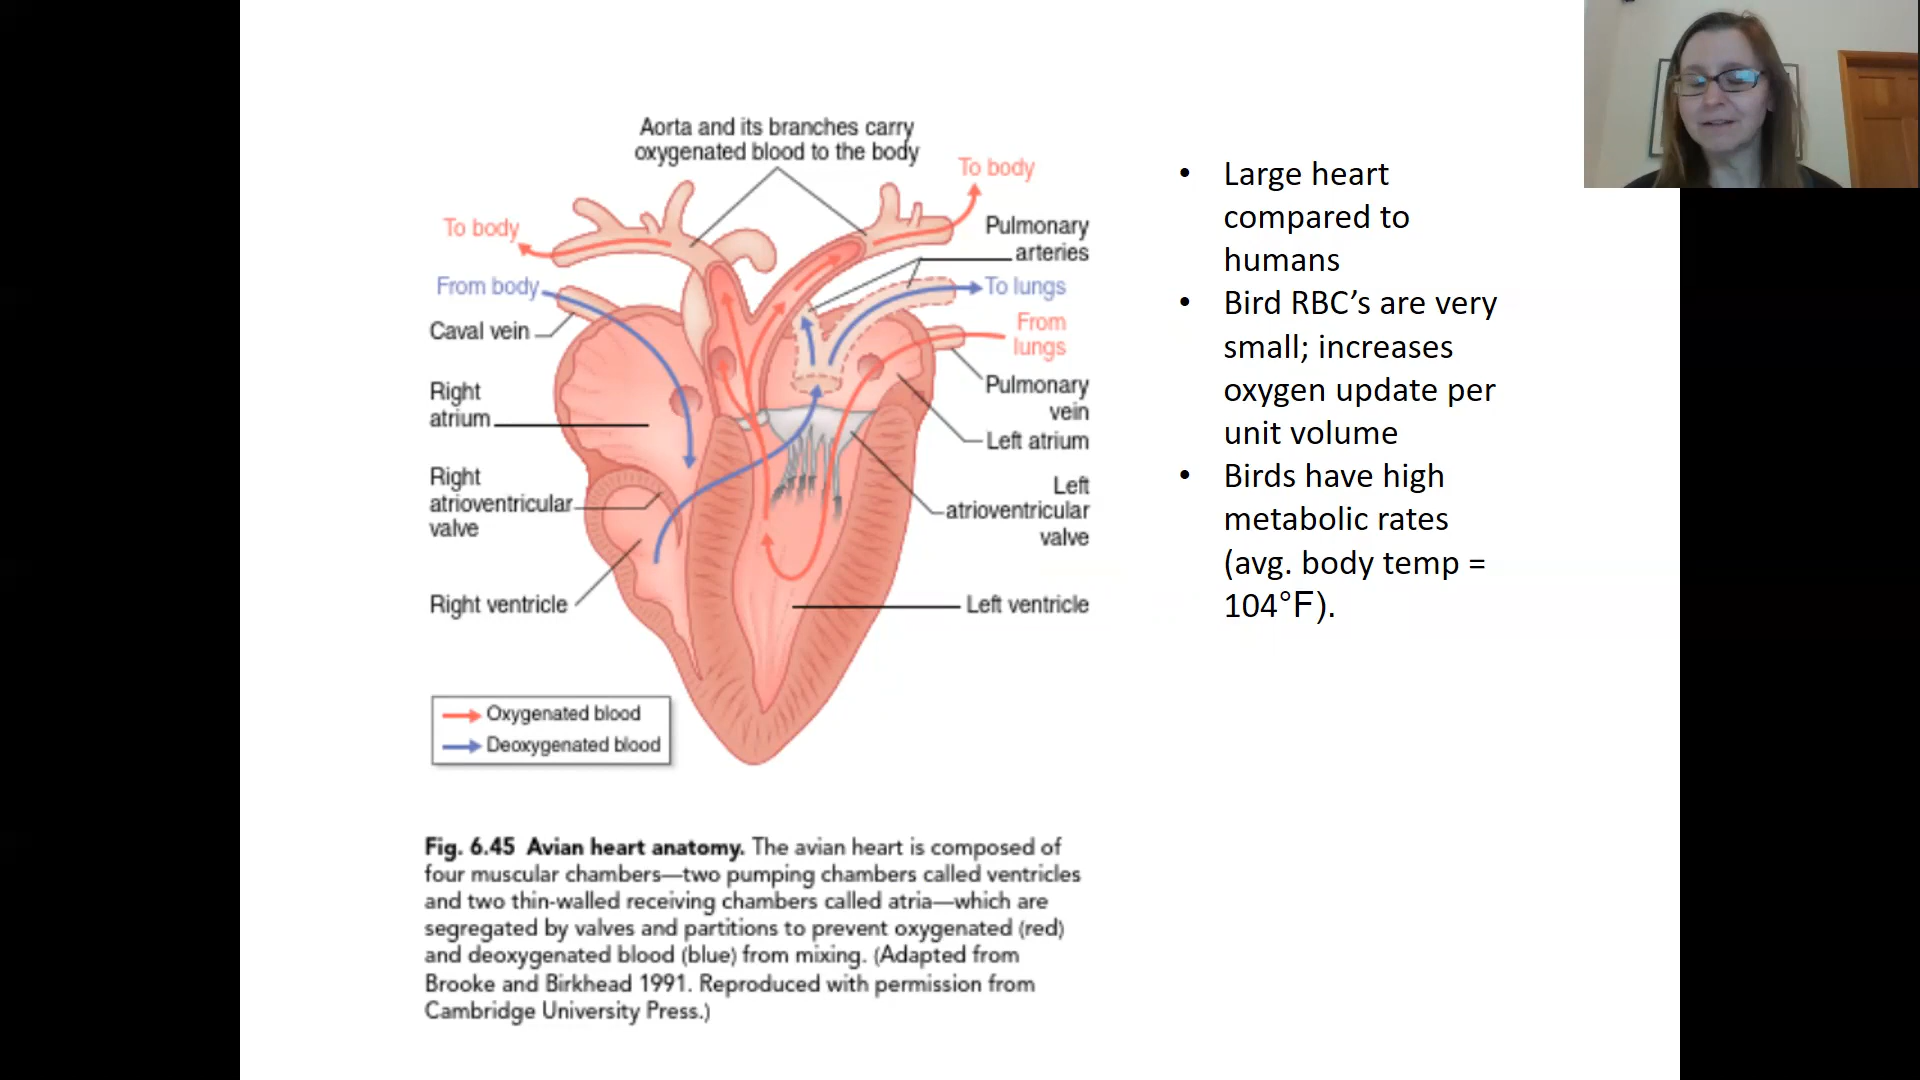 Aorta and its branches carry
oxygenated blood to the body
To body
To body
Pulmonary
arteries
From body
To lungs
Caval vein
From
lungs
Right
atrium
Pulmonary
vein
Left atrium
Right
atrioventricular
valve
Left
atrioventricular
valve
Right ventricle
Left ventricle
Oxygenated blood
Deoxygenated blood
Fig. 6.45 Avian heart anatomy. The avian heart is composed of
four muscular chambers—two pumping chambers called ventricles
and two thin-walled receiving chambers called atria—which are
segregated by valves and partitions to prevent oxygenated (red)
and deoxygenated blood (blue) from mixing. (Adapted from
Brooke and Birkhead 1991. Reproduced with permission from
Cambridge University Press.)
• Large heart
compared to
humans
• Bird RBC’s are very
small; increases
oxygen update per
unit volume
• Birds have high
metabolic rates
(avg. body temp =
104°F).